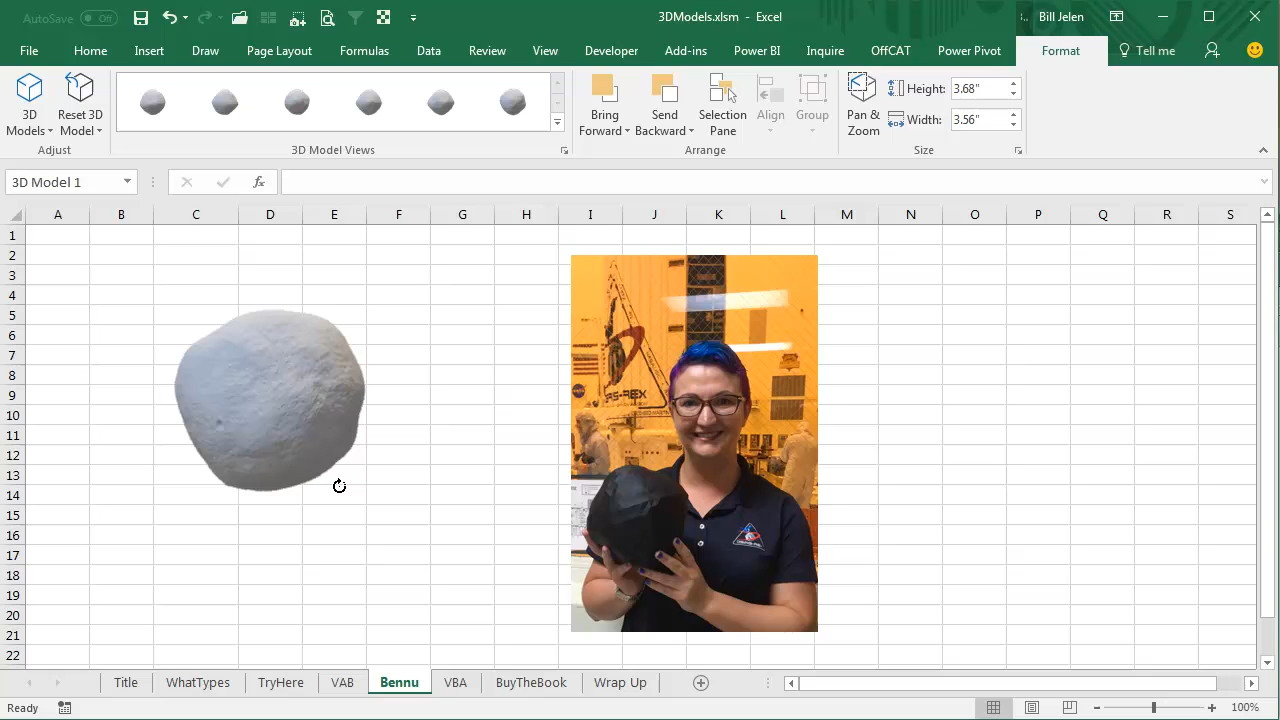 AutoSave Off
3DModels.xlsm - Excel
Bill Jelen
File Home Insert Draw Page Layout Formulas Data Review View Developer Add-ins Power BI Inquire OffCAT Power Pivot Format Tell me
3D Models
Reset 3D Model
Bring Forward
Send Backward
Selection Pane
Align
Group
Pan & Zoom
Height: 3.68"
Width: 3.56"
Adjust
3D Model Views
Arrange
Size
3D Model 1
fx
A B C D E F G H I J K L M N O P Q R S
1
2
3
4
5
6
7
8
9
10
11
12
13
14
15
16
17
18
19
20
21
22
Title WhatTypes TryHere VAB Bennu VBA BuyTheBook Wrap Up
Ready
100%